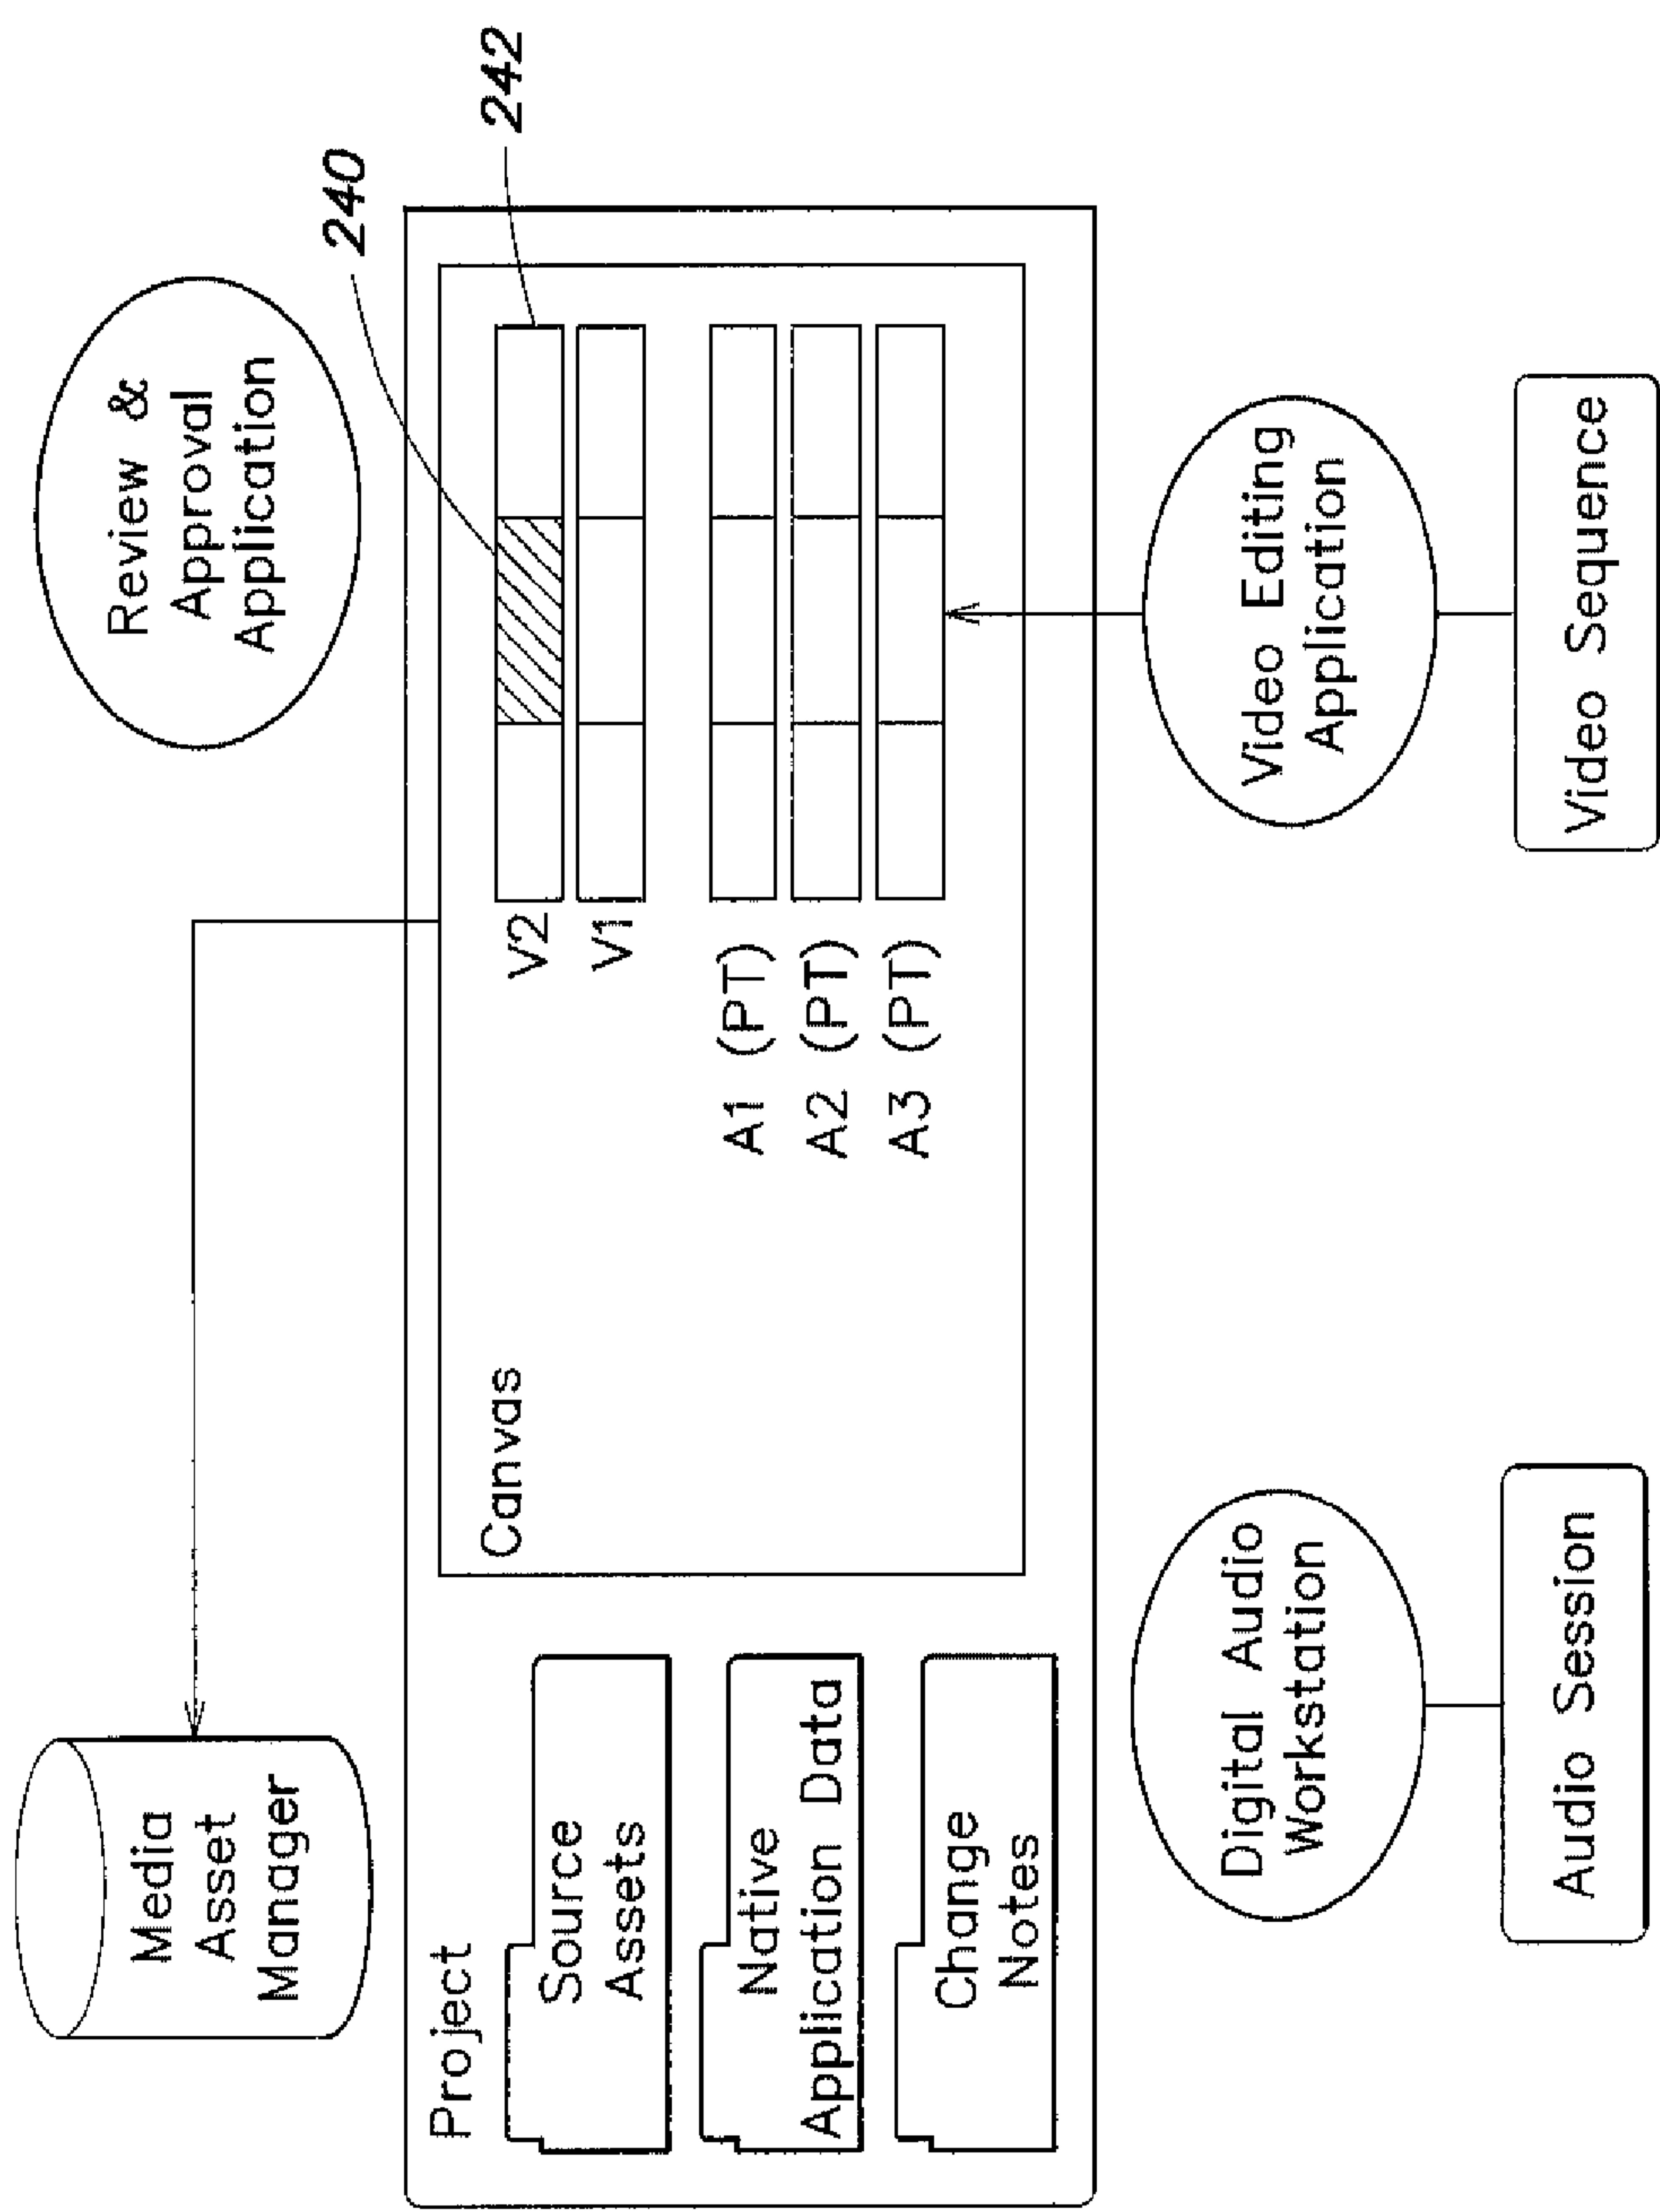 Media
Asset
Manager
Review &
Approval
Application
240
242
Project
Source
Assets
Native
Application Data
Change
Notes
Canvas
V2
V1
A1 (PT)
A2 (PT)
A3 (PT)
Digital Audio
Workstation
Audio Session
Video Editing
Application
Video Sequence